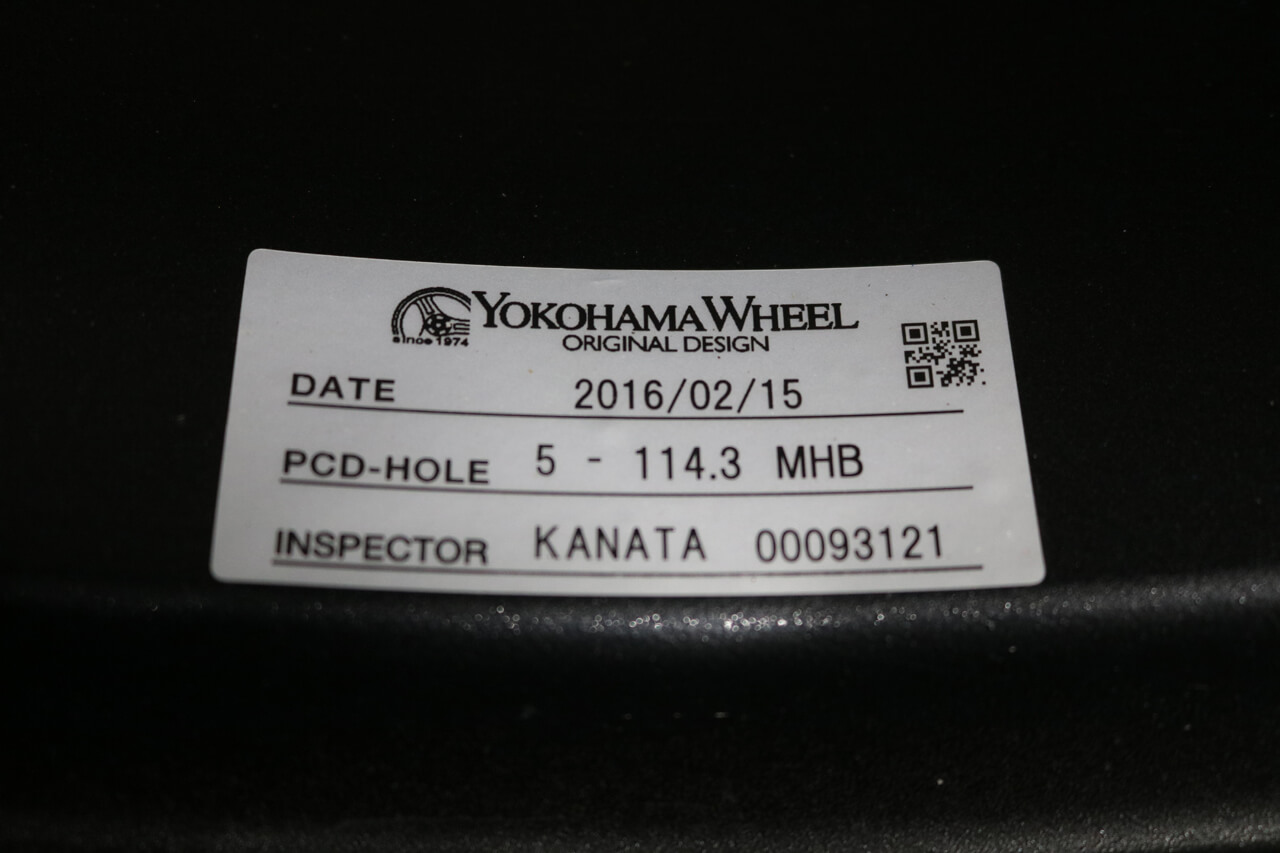 since 1974
YOKOHAMA WHEEL
ORIGINAL DESIGN
DATE 2016/02/15
PCD-HOLE 5 - 114.3 MHB
INSPECTOR KANATA 00093121